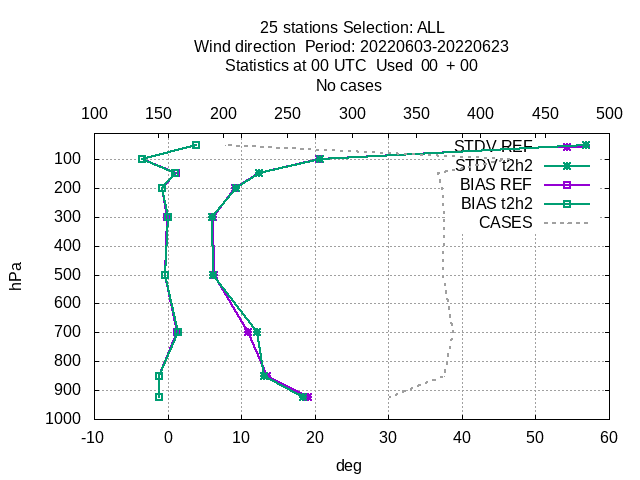 25 stations Selection: ALL
Wind direction  Period: 20220603-20220623
Statistics at 00 UTC  Used  00  + 00
No cases
100 150 200 250 300 350 400 450 500
STDV REF
STDV t2h2
BIAS REF
BIAS t2h2
CASES
100
200
300
400
500
600
700
800
900
1000
hPa
-10 0 10 20 30 40 50 60
deg